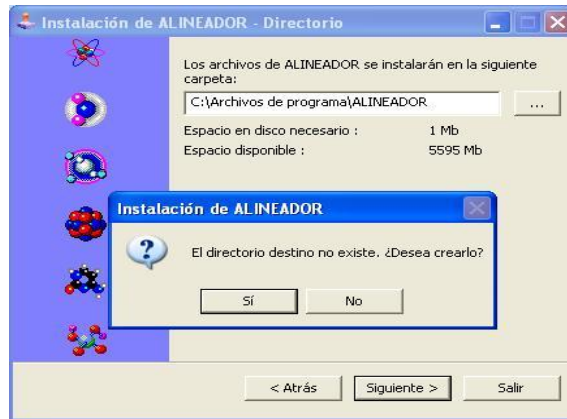 Instalación de ALINEADOR - Directorio
Los archivos de ALINEADOR se instalarán en la siguiente
carpeta:
C:\Archivos de programa\ALINEADOR
...
Espacio en disco necesario : 1 Mb
Espacio disponible : 5595 Mb
Instalación de ALINEADOR
El directorio destino no existe. ¿Desea crearlo?
Sí No
< Atrás Siguiente > Salir